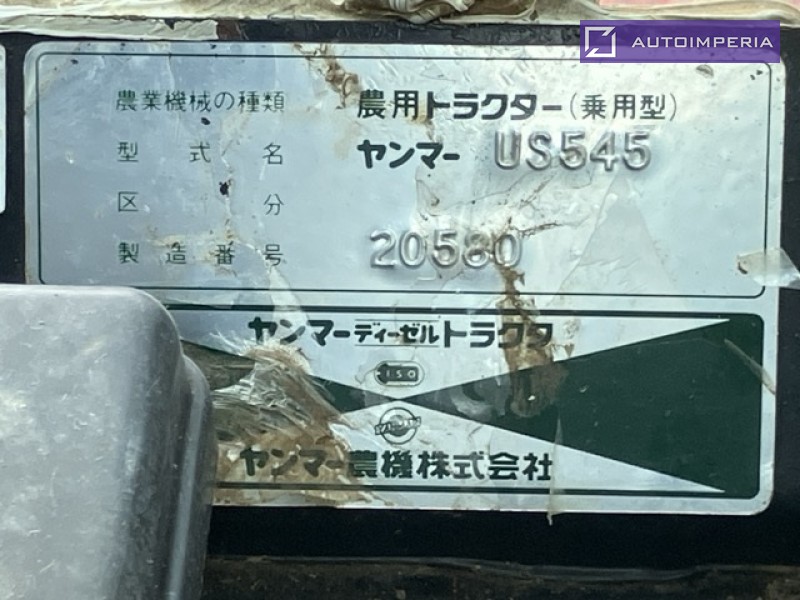 AUTOIMPERIA
農業機械の種類 農用トラクター(乗用型)
型式名 ヤンマー US545
区分
製造番号 20580
ヤンマーディーゼルトラクタ
ISO
ヤンマー農機株式会社